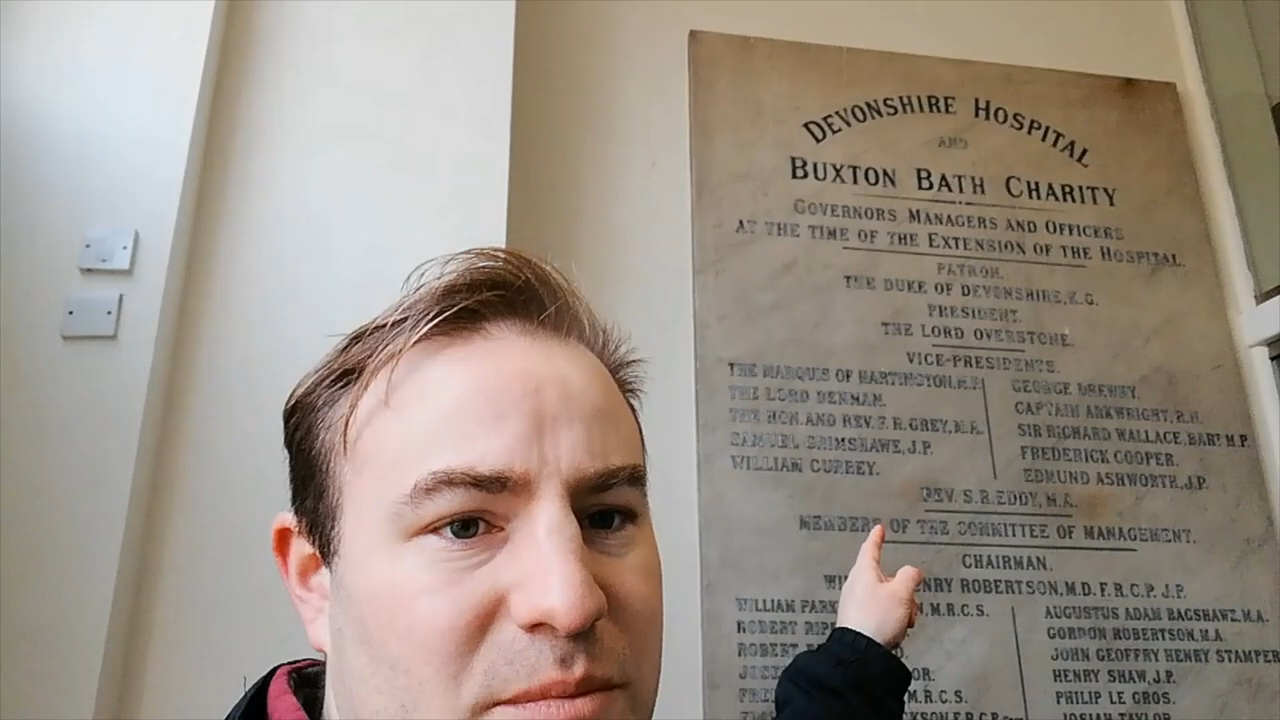 DEVONSHIRE HOSPITAL
AND
BUXTON BATH CHARITY
GOVERNORS MANAGERS AND OFFICERS
AT THE TIME OF THE EXTENSION OF THE HOSPITAL.
PATRON.
THE DUKE OF DEVONSHIRE, K.G.
PRESIDENT.
THE LORD OVERSTONE.
VICE-PRESIDENTS.
THE MARQUIS OF HARTINGTON, M.P.
THE LORD DENMAN.
THE HON. AND REV. F. R. GREY, M.A.
SAMUEL GRIMSHAWE, J.P.
WILLIAM CURREY.
GEORGE DREWRY.
CAPTAIN ARKWRIGHT, R.N.
SIR RICHARD WALLACE, BART M.P.
FREDERICK COOPER.
EDMUND ASHWORTH, J.P.
REV. S. R. EDDY, M.A.
MEMBERS OF THE COMMITTEE OF MANAGEMENT.
CHAIRMAN.
HENRY ROBERTSON, M.D. F.R.C.P. J.P.
WILLIAM M.R.C.S.
ROBERT
ROBERT
M.R.C.S.
AUGUSTUS ADAM BAGSHAWE, M.A.
GORDON ROBERTSON, M.A.
JOHN GEOFFRY HENRY STAMPER
HENRY SHAW, J.P.
PHILIP LE GROS.
JOSIAH TAYLOR